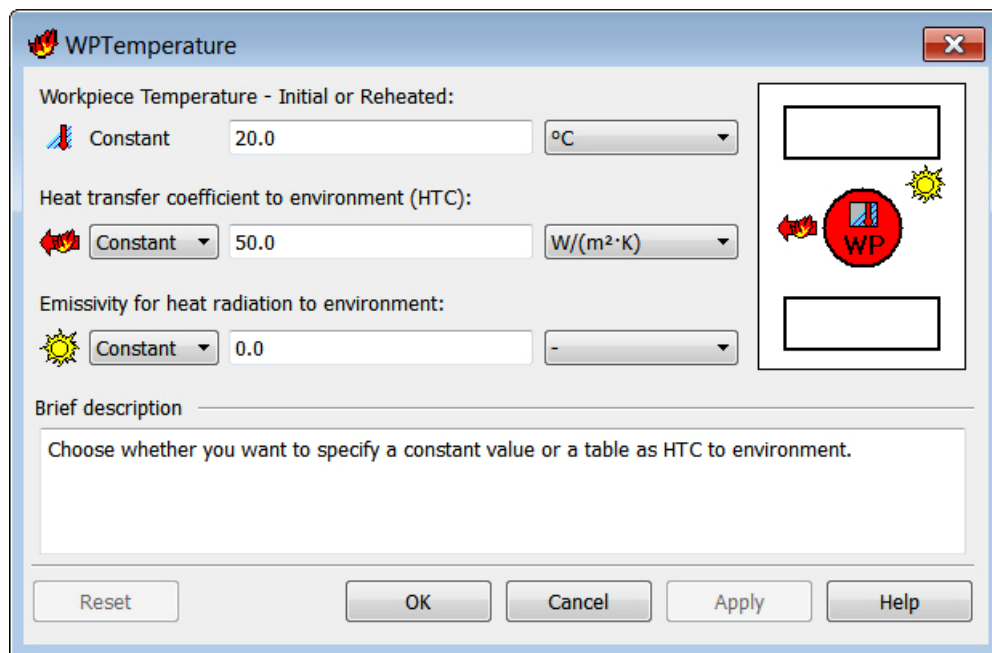 WPTemperature
Workpiece Temperature - Initial or Reheated:
Constant 20.0 °C
Heat transfer coefficient to environment (HTC):
Constant 50.0 W/(m²·K)
WP
Emissivity for heat radiation to environment:
Constant 0.0 -
Brief description
Choose whether you want to specify a constant value or a table as HTC to environment.
Reset OK Cancel Apply Help